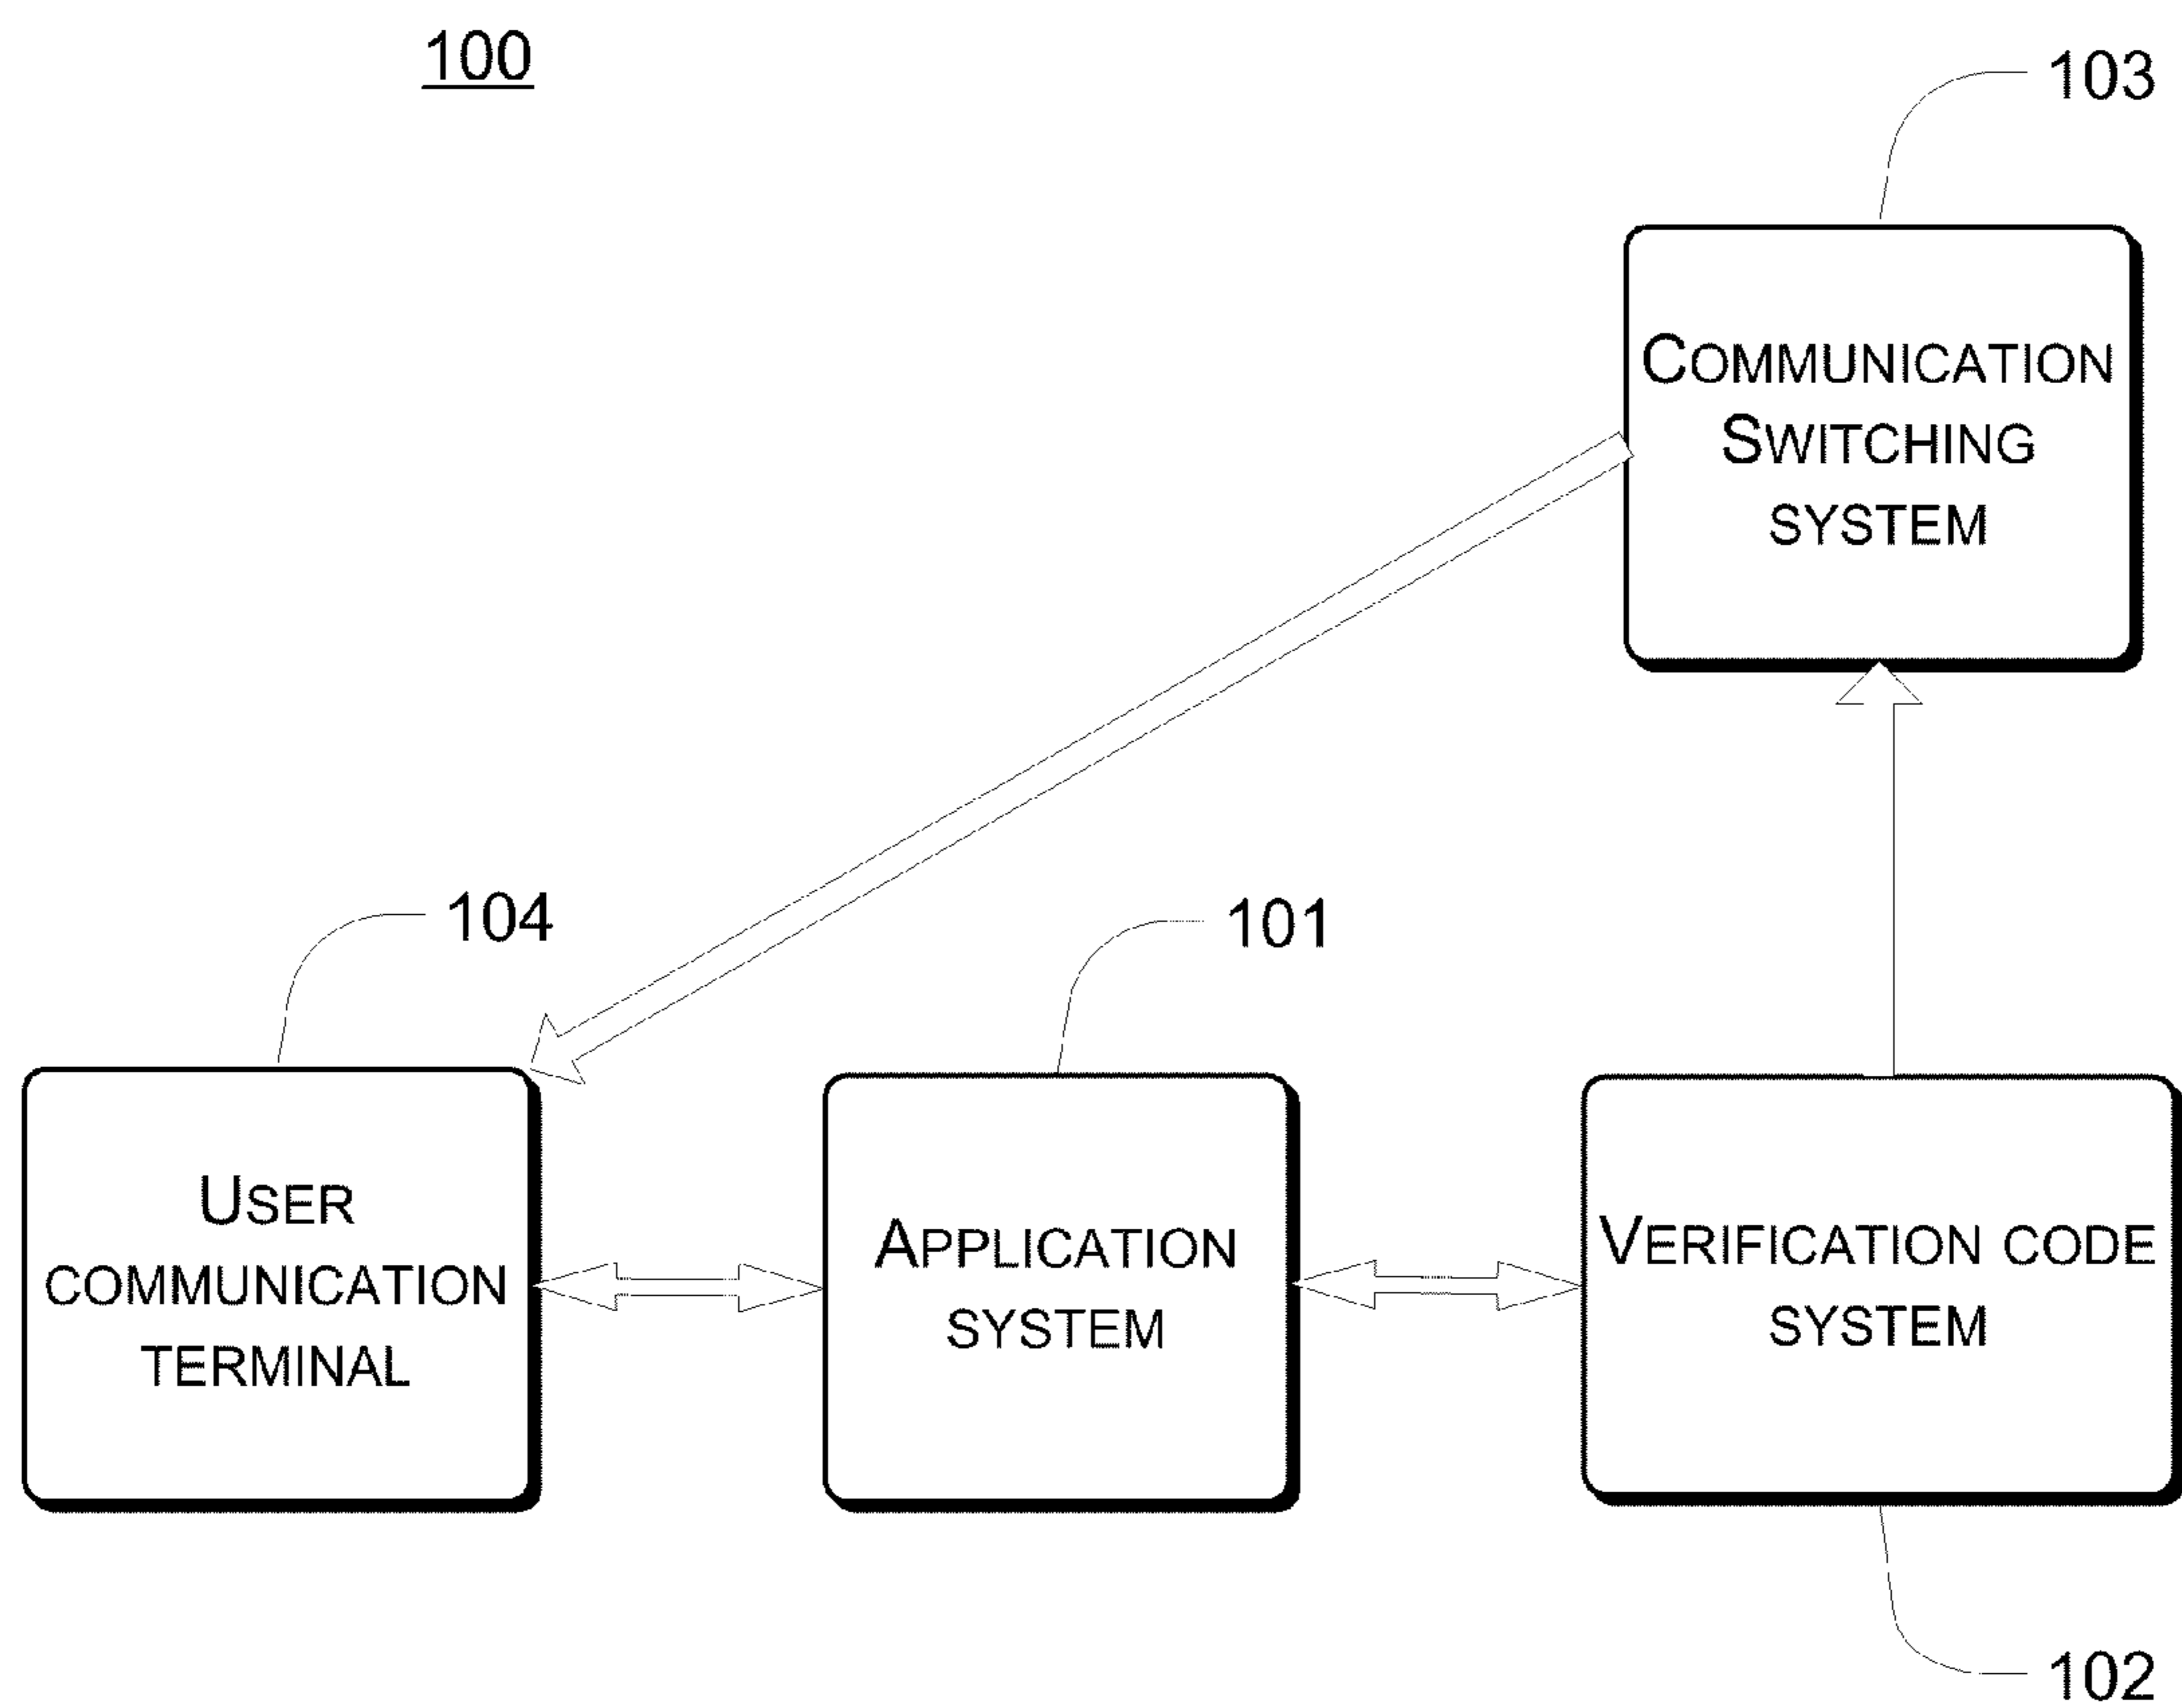 100
103
COMMUNICATION
SWITCHING
SYSTEM
104
101
USER
COMMUNICATION
TERMINAL
APPLICATION
SYSTEM
VERIFICATION CODE
SYSTEM
102